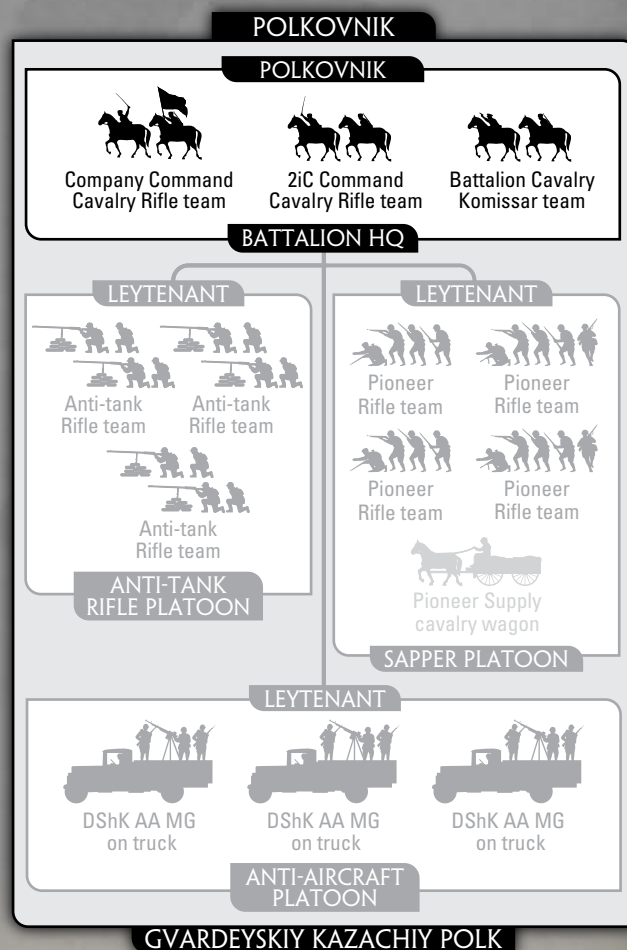 POLKOVNIK
POLKOVNIK
Company Command
Cavalry Rifle team
2iC Command
Cavalry Rifle team
Battalion Cavalry
Komissar team
BATTALION HQ
LEYTENANT
Anti-tank
Rifle team
Anti-tank
Rifle team
Anti-tank
Rifle team
ANTI-TANK
RIFLE PLATOON
LEYTENANT
Pioneer
Rifle team
Pioneer
Rifle team
Pioneer
Rifle team
Pioneer
Rifle team
Pioneer Supply
cavalry wagon
SAPPER PLATOON
LEYTENANT
DShK AA MG
on truck
DShK AA MG
on truck
DShK AA MG
on truck
ANTI-AIRCRAFT
PLATOON
GVARDEYSKIY KAZACHIY POLK